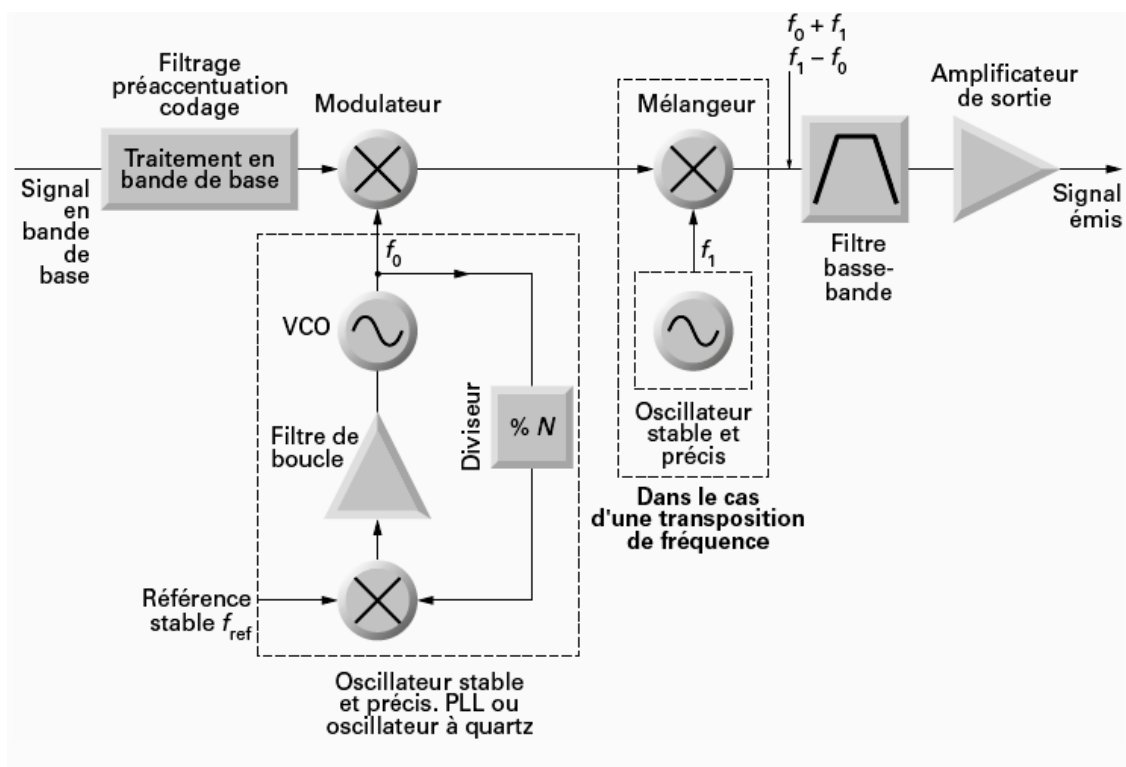 f0 + f1
f1 – f0
Filtrage
préaccentuation
codage
Modulateur
Mélangeur
Amplificateur
de sortie
Traitement en
bande de base
Signal
en
bande
de
base
Signal
émis
f0
f1
Filtre
basse-
bande
VCO
Diviseur
% N
Filtre de
boucle
Oscillateur
stable et
précis
Dans le cas
d'une transposition
de fréquence
Référence
stable fref
Oscillateur stable
et précis. PLL ou
oscillateur à quartz